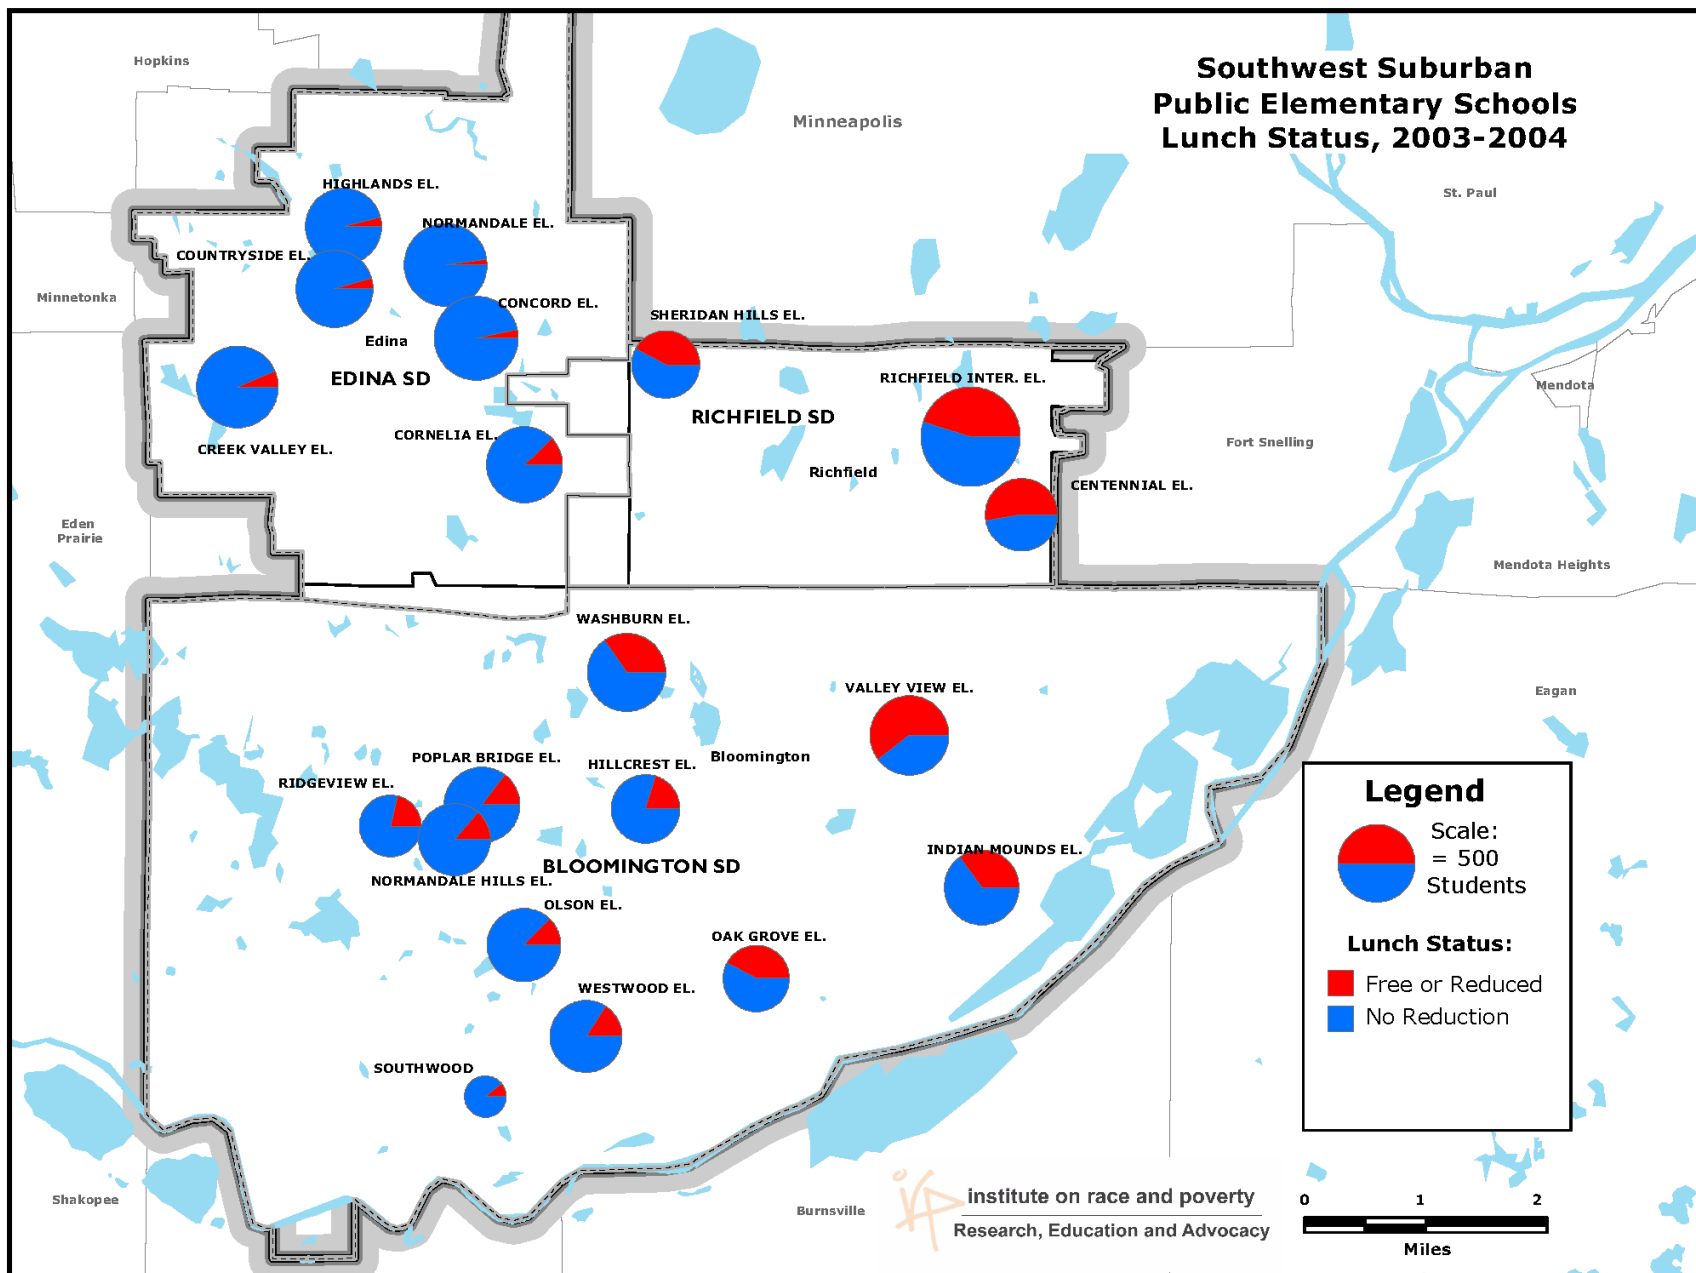 Southwest Suburban
Public Elementary Schools
Lunch Status, 2003-2004
Hopkins
Minneapolis
St. Paul
HIGHLANDS EL.
NORMANDALE EL.
COUNTRYSIDE EL.
Minnetonka
CONCORD EL.
SHERIDAN HILLS EL.
Edina
EDINA SD
RICHFIELD INTER. EL.
Mendota
RICHFIELD SD
CORNELIA EL.
CREEK VALLEY EL.
Fort Snelling
Richfield
CENTENNIAL EL.
Eden
Prairie
Mendota Heights
WASHBURN EL.
VALLEY VIEW EL.
Eagan
POPLAR BRIDGE EL.
HILLCREST EL.
Bloomington
RIDGEVIEW EL.
INDIAN MOUNDS EL.
BLOOMINGTON SD
NORMANDALE HILLS EL.
OLSON EL.
OAK GROVE EL.
WESTWOOD EL.
SOUTHWOOD
Legend
Scale:
= 500
Students
Lunch Status:
Free or Reduced
No Reduction
Shakopee
Burnsville
irp
institute on race and poverty
Research, Education and Advocacy
0 1 2
Miles